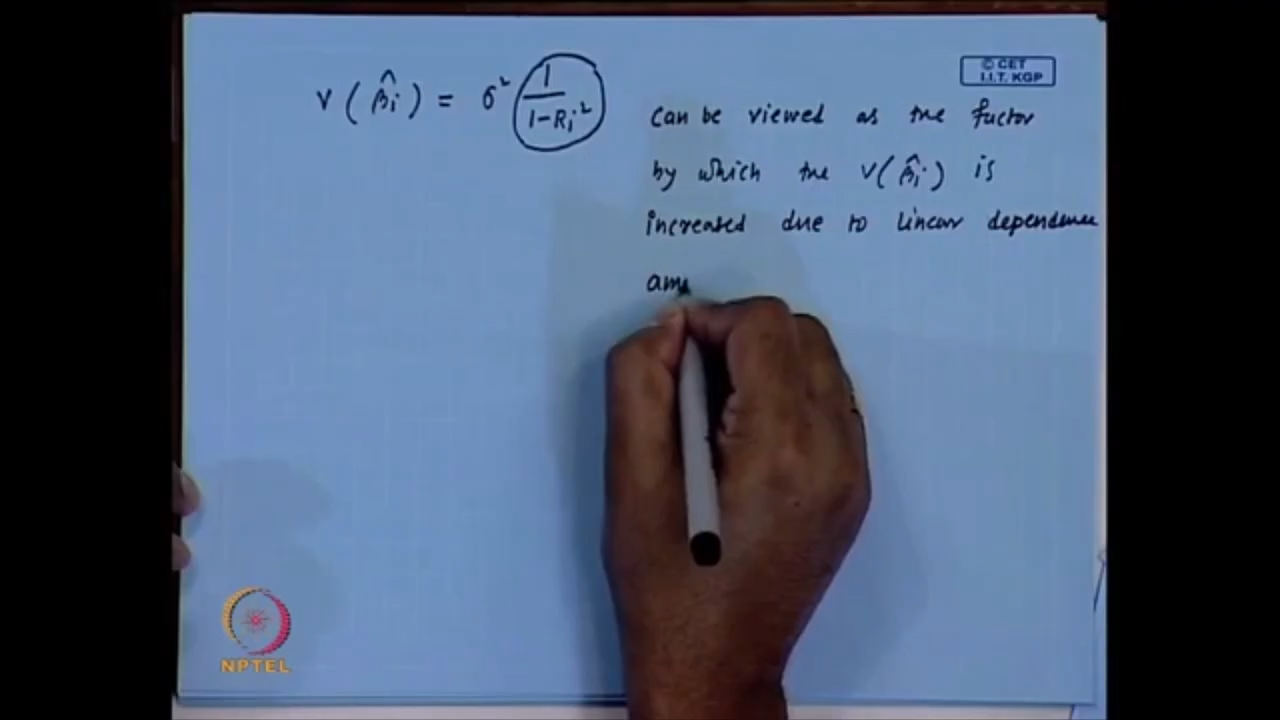 V(β̂i) = σ² 1/(1-Ri²)
© CET
I.I.T. KGP
can be viewed as the factor
by which the V(β̂i) is
increased due to linear dependence
am
NPTEL